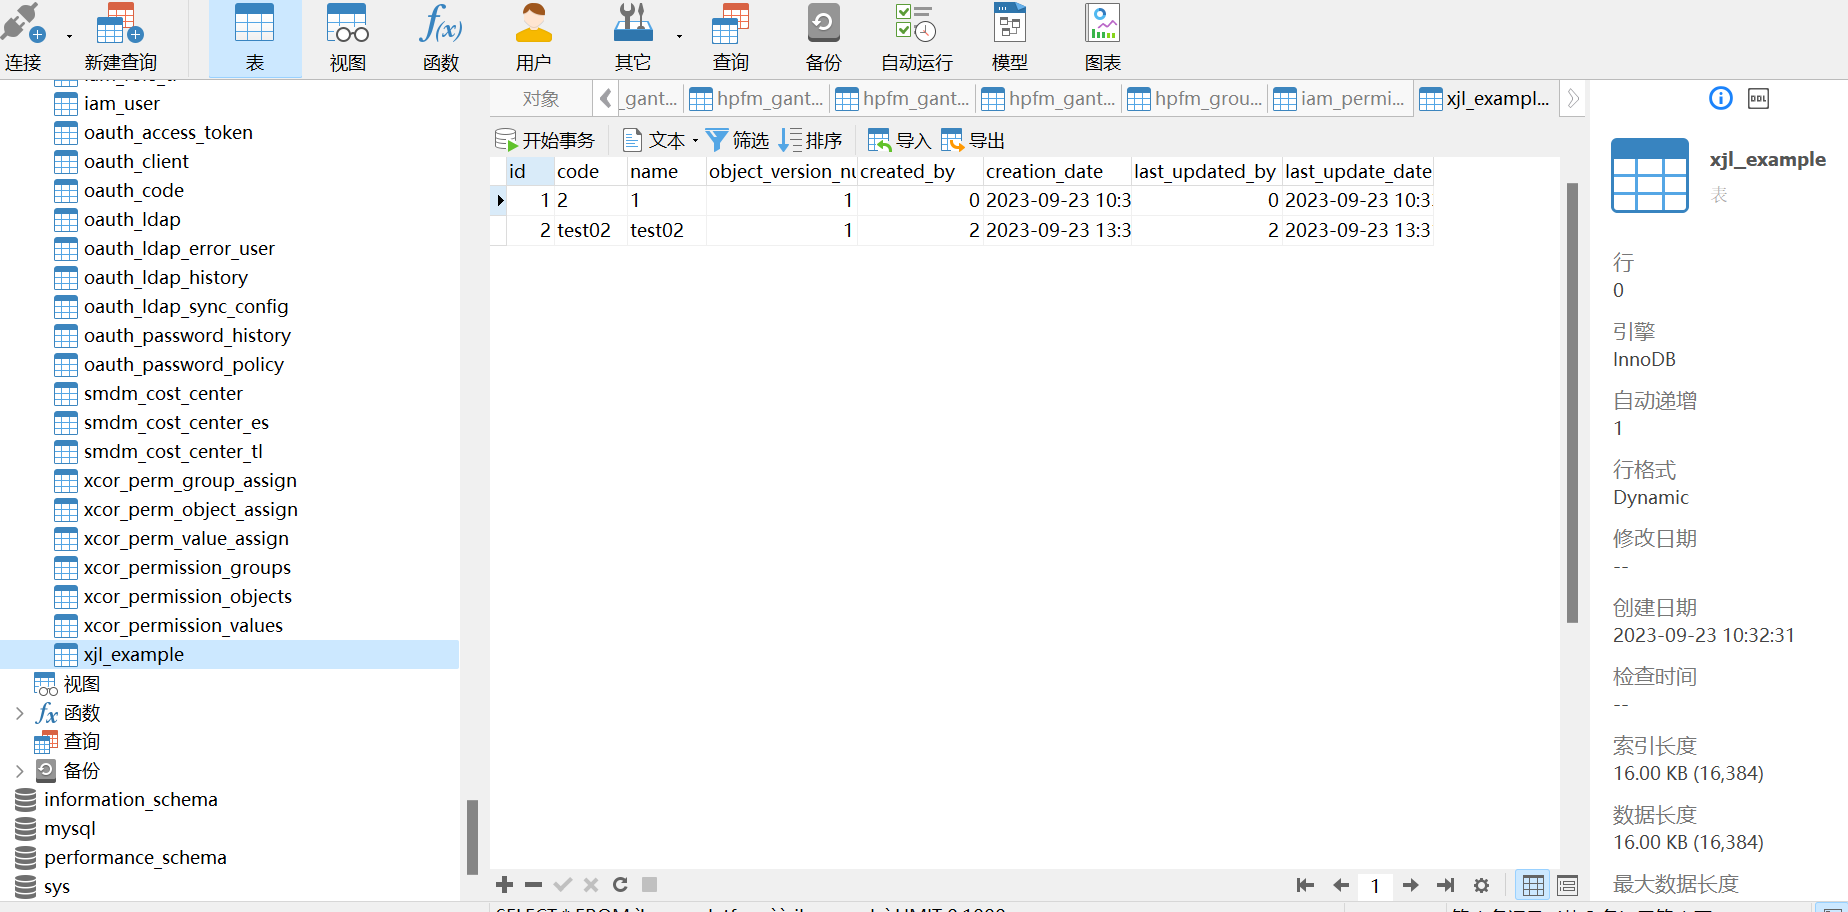 连接
新建查询
表
视图
函数
用户
其它
查询
备份
自动运行
模型
图表
iam_user
oauth_access_token
oauth_client
oauth_code
oauth_ldap
oauth_ldap_error_user
oauth_ldap_history
oauth_ldap_sync_config
oauth_password_history
oauth_password_policy
smdm_cost_center
smdm_cost_center_es
smdm_cost_center_tl
xcor_perm_group_assign
xcor_perm_object_assign
xcor_perm_value_assign
xcor_permission_groups
xcor_permission_objects
xcor_permission_values
xjl_example
视图
函数
查询
备份
information_schema
mysql
performance_schema
sys
对象 _gant... hpfm_gant... hpfm_gant... hpfm_gant... hpfm_grou... iam_permi... xjl_exampl...
开始事务 文本 筛选 排序 导入 导出
id code name object_version_nu created_by creation_date last_updated_by last_update_date
1 2 1 1 0 2023-09-23 10:3 0 2023-09-23 10:3
2 test02 test02 1 2 2023-09-23 13:3 2 2023-09-23 13:3
1
DDL
xjl_example
表
行
0
引擎
InnoDB
自动递增
1
行格式
Dynamic
修改日期
--
创建日期
2023-09-23 10:32:31
检查时间
--
索引长度
16.00 KB (16,384)
数据长度
16.00 KB (16,384)
最大数据长度